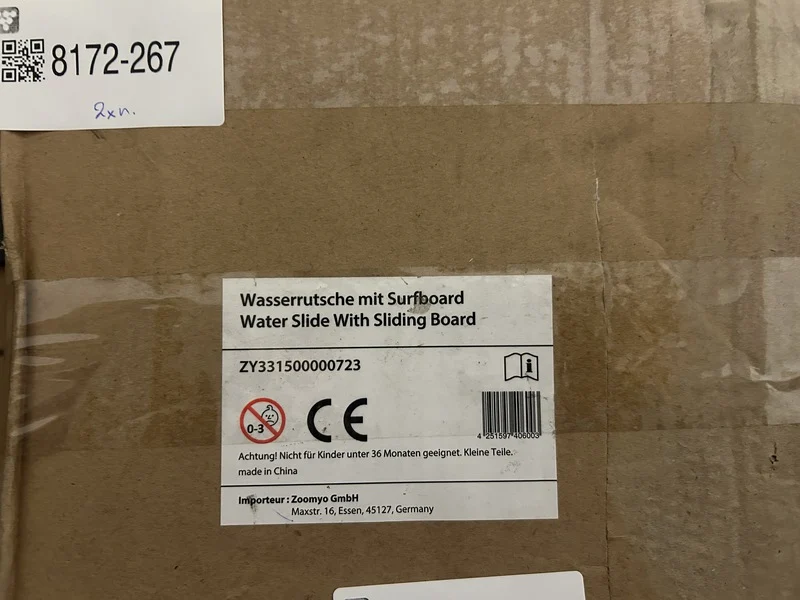 8172-267
2xn.
Wasserrutsche mit Surfboard
Water Slide With Sliding Board
ZY331500000723
0-3
CE
4 251597 406003
Achtung! Nicht für Kinder unter 36 Monaten geeignet. Kleine Teile.
made in China
Importeur : Zoomyo GmbH
Maxstr. 16, Essen, 45127, Germany